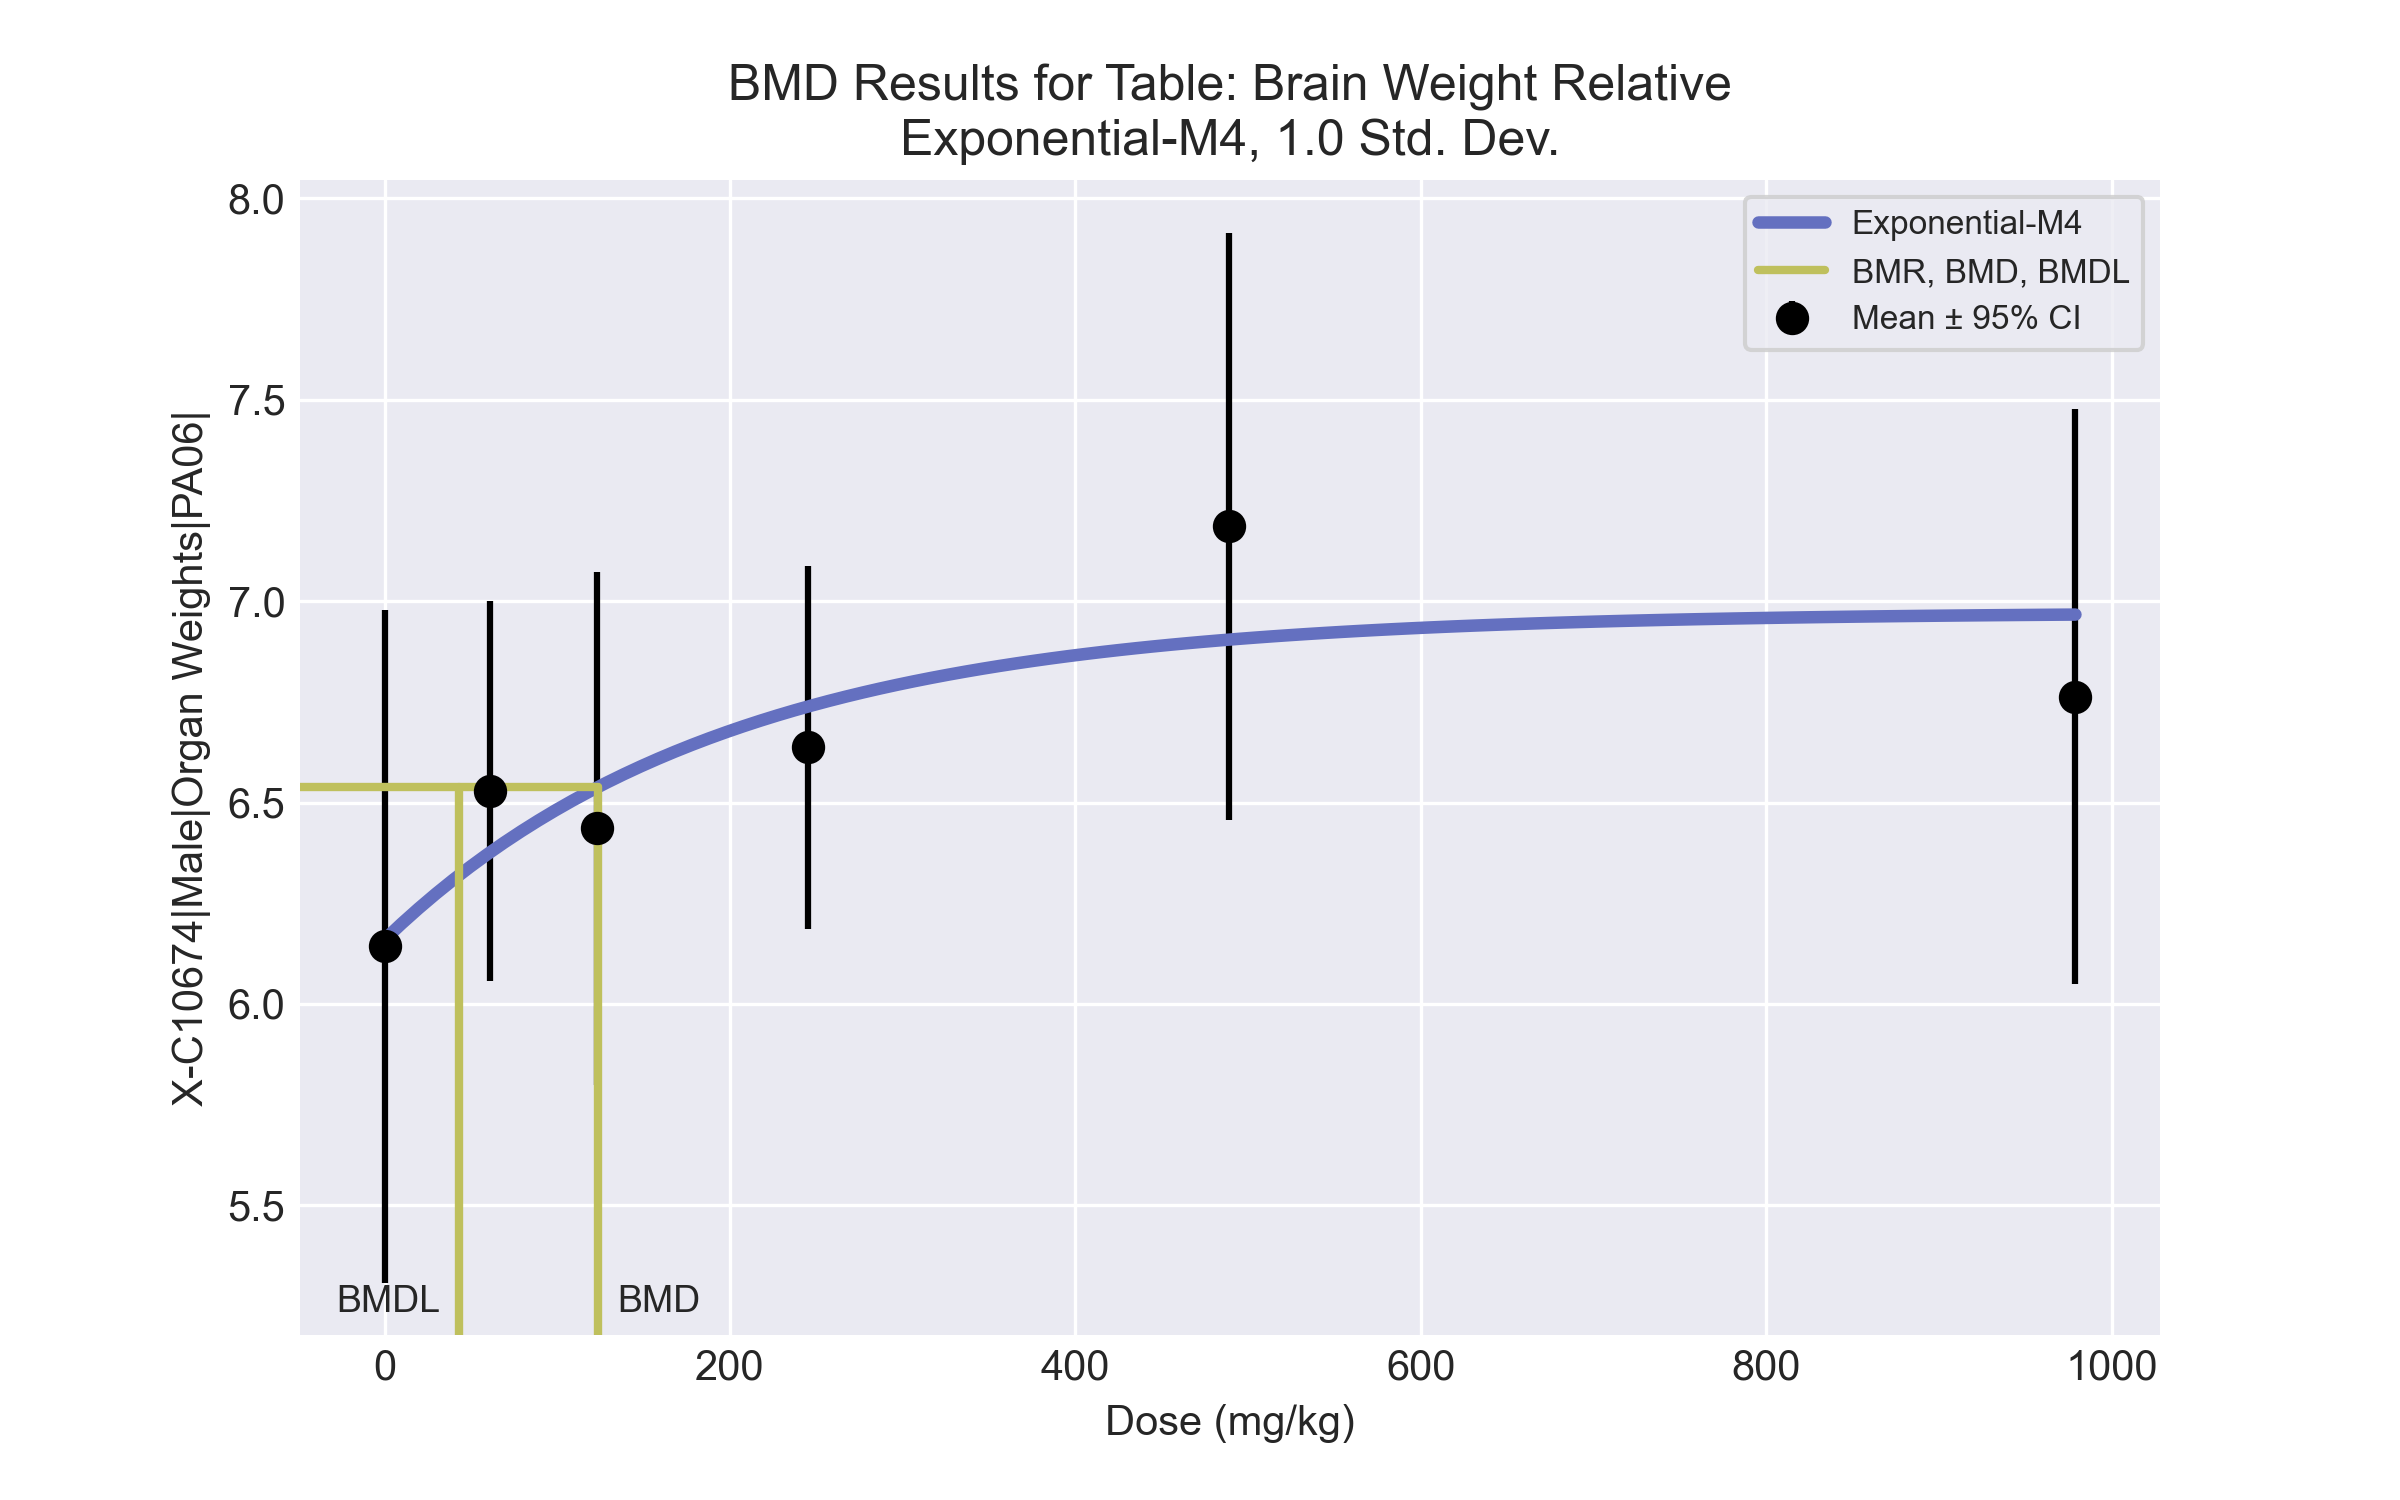 BMD Results for Table: Brain Weight Relative
Exponential-M4, 1.0 Std. Dev.
8.0
7.5
7.0
6.5
6.0
5.5
X-C10674|Male|Organ Weights|PA06|
Exponential-M4
BMR, BMD, BMDL
Mean ± 95% CI
BMDL
BMD
0
200
400
600
800
1000
Dose (mg/kg)